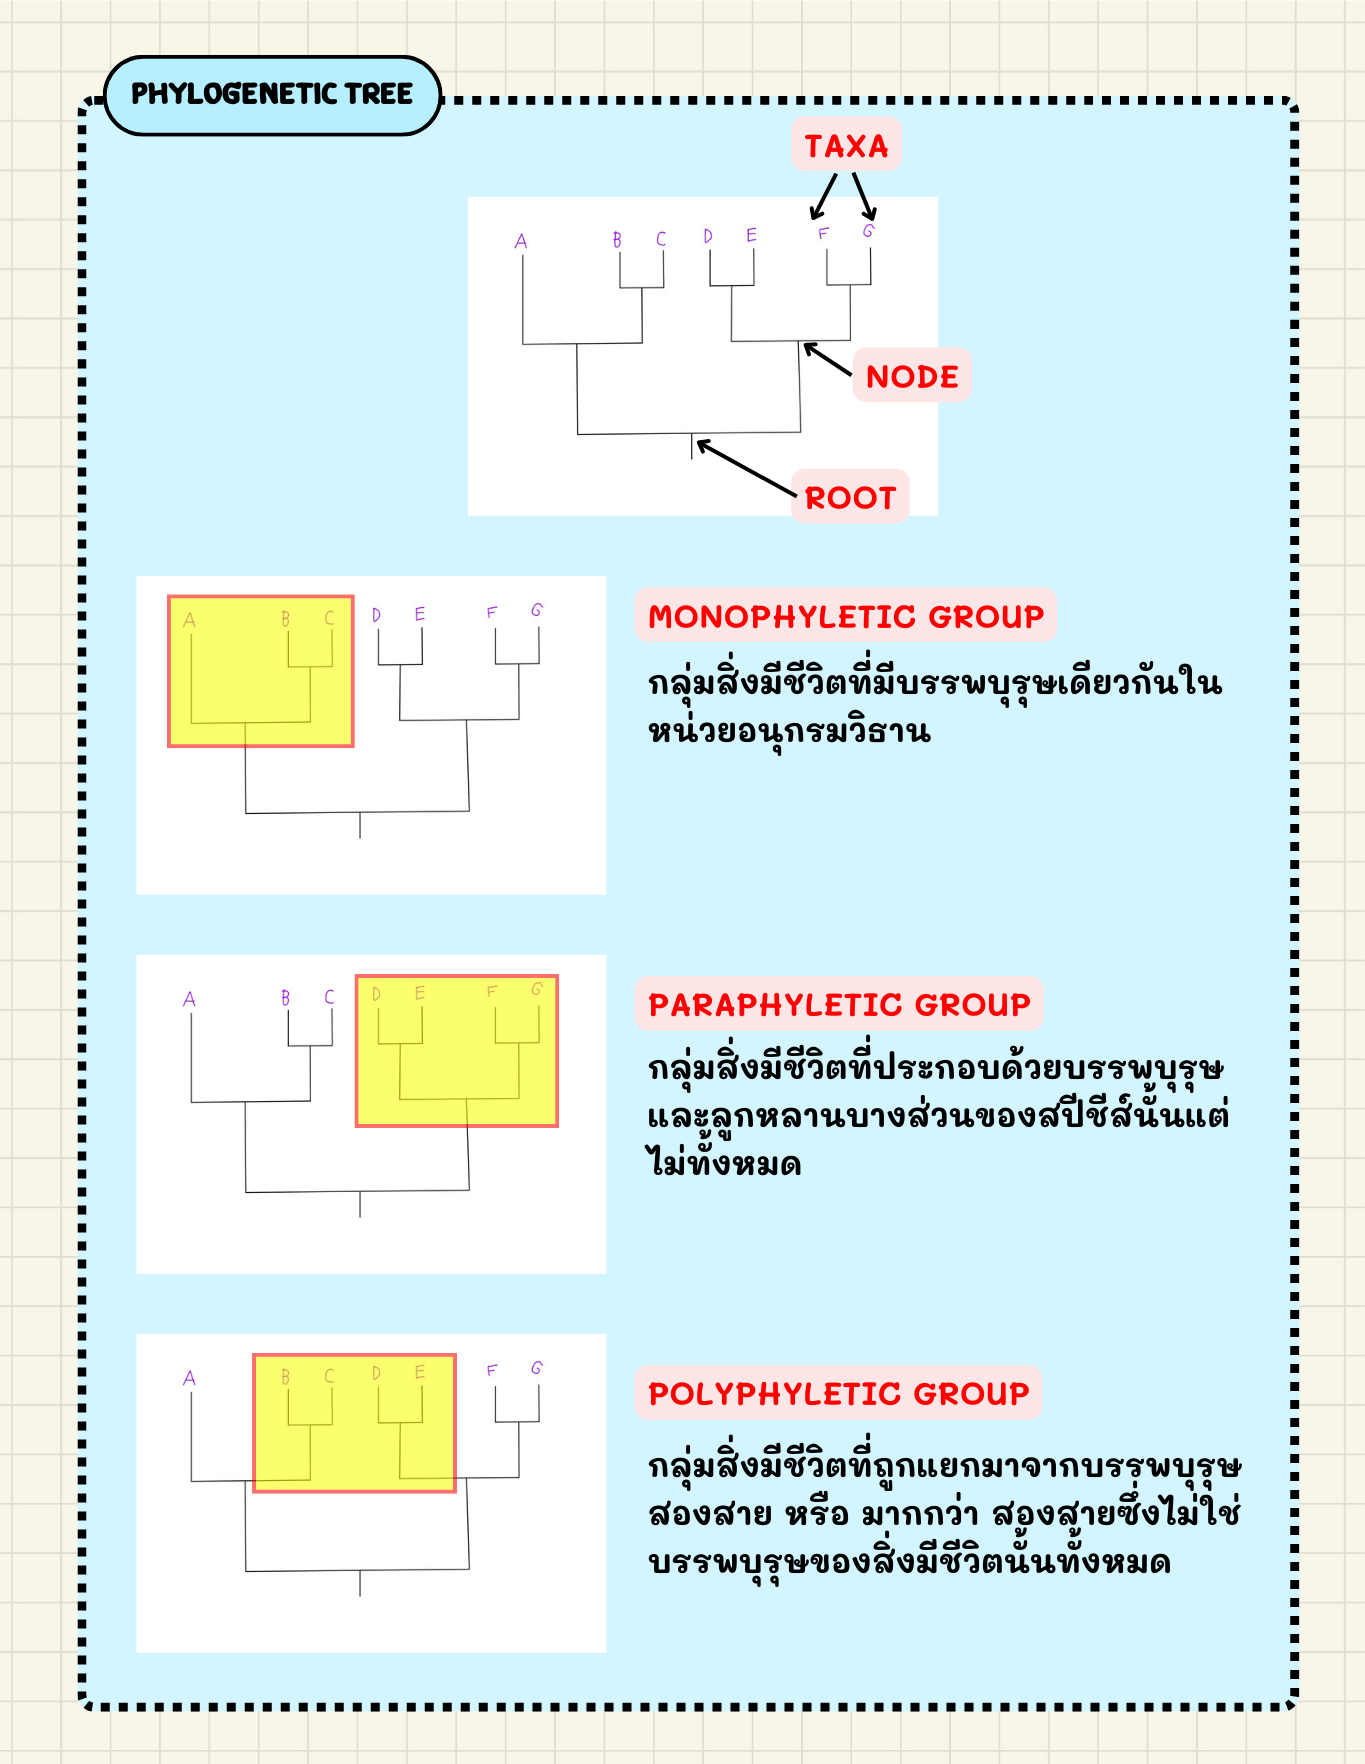 PHYLOGENETIC TREE
TAXA
A B C D E F G
NODE
ROOT
A B C D E F G
MONOPHYLETIC GROUP
กลุ่มสิ่งมีชีวิตที่มีบรรพบุรุษเดียวกันใน
หน่วยอนุกรมวิธาน
A B C D E F G
PARAPHYLETIC GROUP
กลุ่มสิ่งมีชีวิตที่ประกอบด้วยบรรพบุรุษ
และลูกหลานบางส่วนของสปีชีส์นั้นแต่
ไม่ทั้งหมด
A B C D E F G
POLYPHYLETIC GROUP
กลุ่มสิ่งมีชีวิตที่ถูกแยกมาจากบรรพบุรุษ
สองสาย หรือ มากกว่า สองสายซึ่งไม่ใช่
บรรพบุรุษของสิ่งมีชีวิตนั้นทั้งหมด